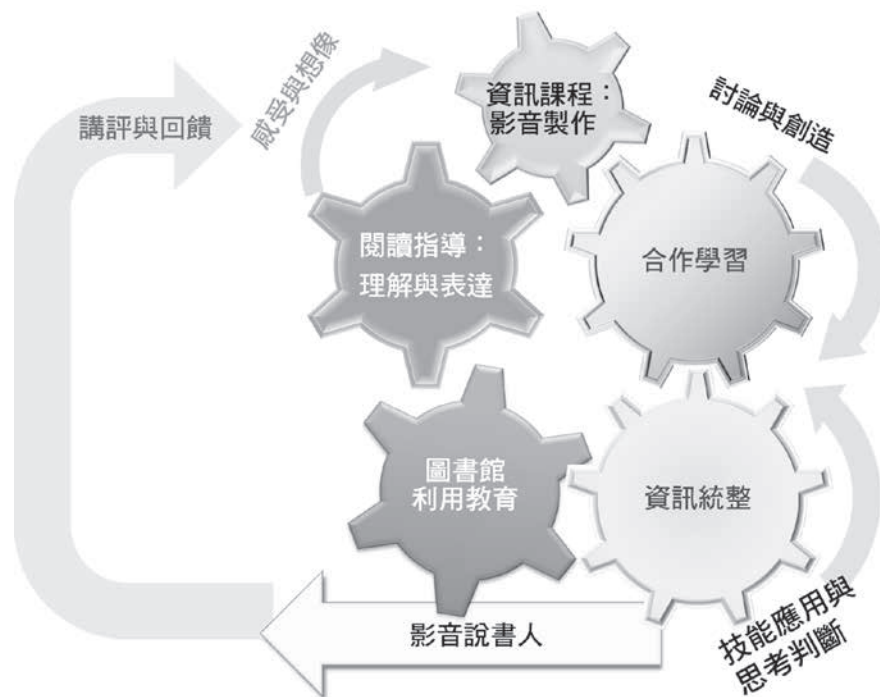 講評與回饋
感受與想像
資訊課程：
影音製作
討論與創造
閱讀指導：
理解與表達
合作學習
圖書館
利用教育
資訊統整
影音說書人
技能應用與
思考判斷